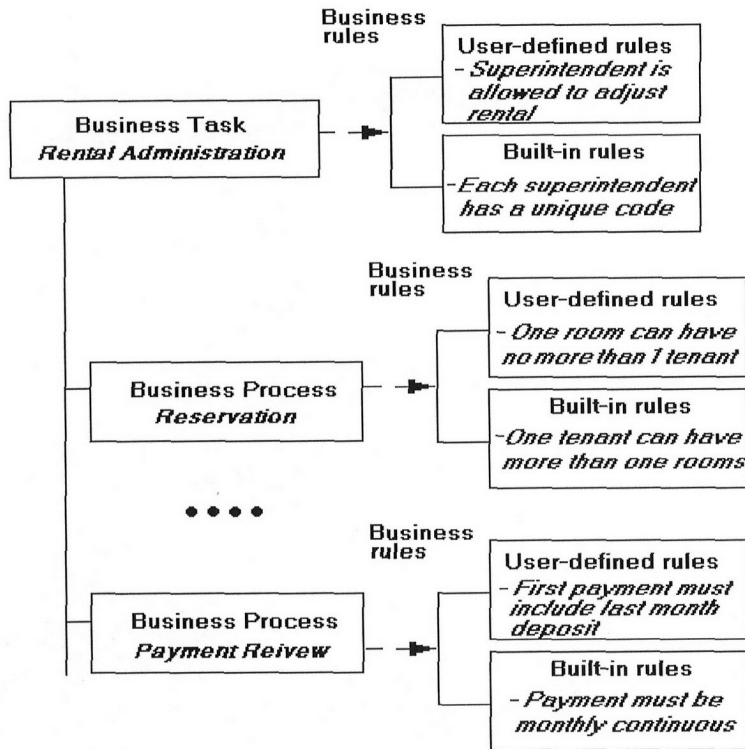 Business
rules
User-defined rules
- Superintendent is
allowed to adjust
rental
Business Task
Rental Administration
Built-in rules
- Each superintendent
has a unique code
Business
rules
User-defined rules
- One room can have
no more than 1 tenant
Business Process
Reservation
Built-in rules
- One tenant can have
more than one rooms
Business
rules
User-defined rules
- First payment must
include last month
deposit
Business Process
Payment Reivew
Built-in rules
- Payment must be
monthly continuous